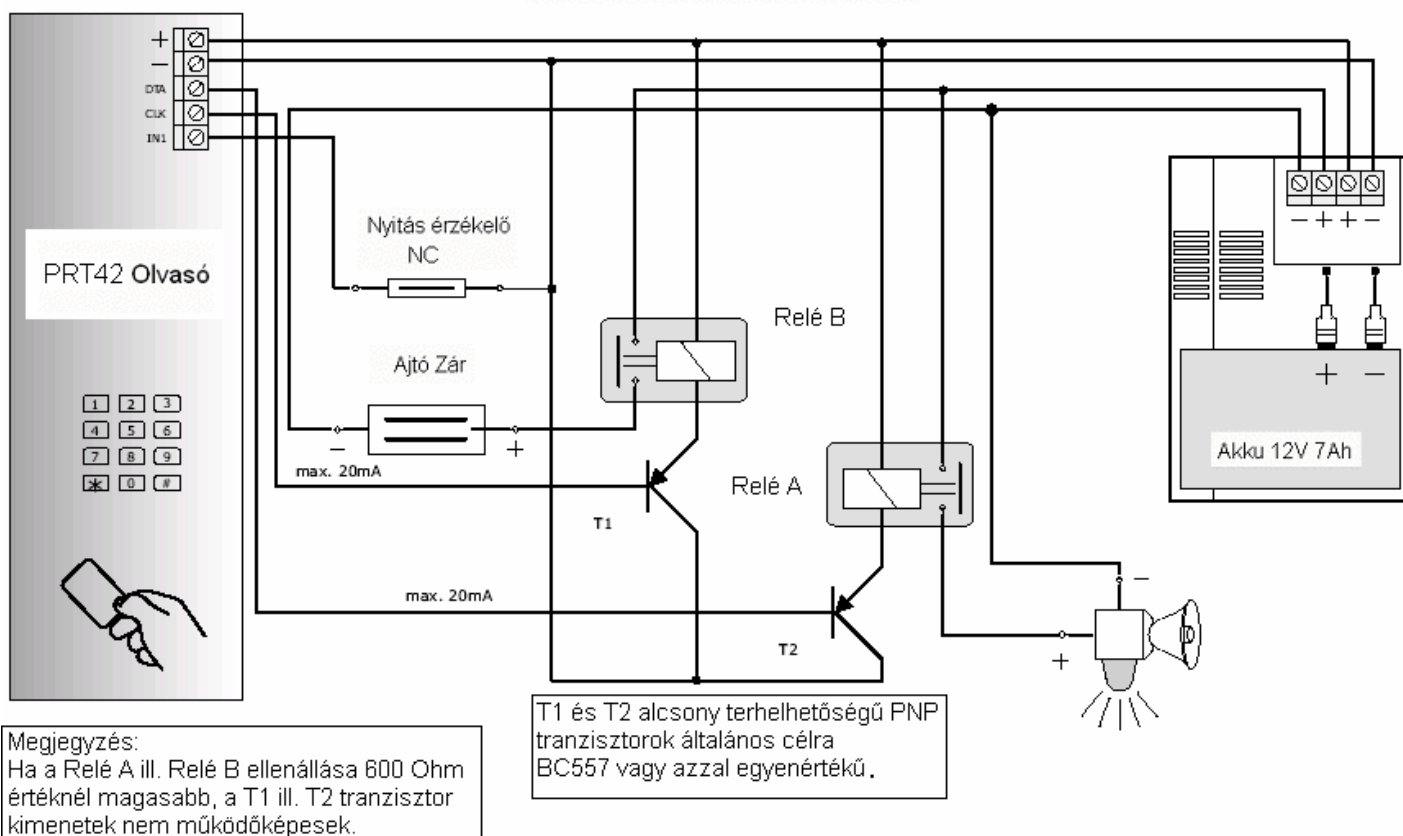 +
−
DTA
CLK
IN1
PRT42 Olvasó
1 2 3
4 5 6
7 8 9
* 0 #
Nyitás érzékelő
NC
Ajtó Zár
− +
max. 20mA
T1
Relé B
Relé A
max. 20mA
T2
− + + −
+ −
Akku 12V 7Ah
−
+
T1 és T2 alcsony terhelhetőségű PNP
tranzisztorok általános célra
BC557 vagy azzal egyenértékű.
Megjegyzés:
Ha a Relé A ill. Relé B ellenállása 600 Ohm
értéknél magasabb, a T1 ill. T2 tranzisztor
kimenetek nem működőképesek.